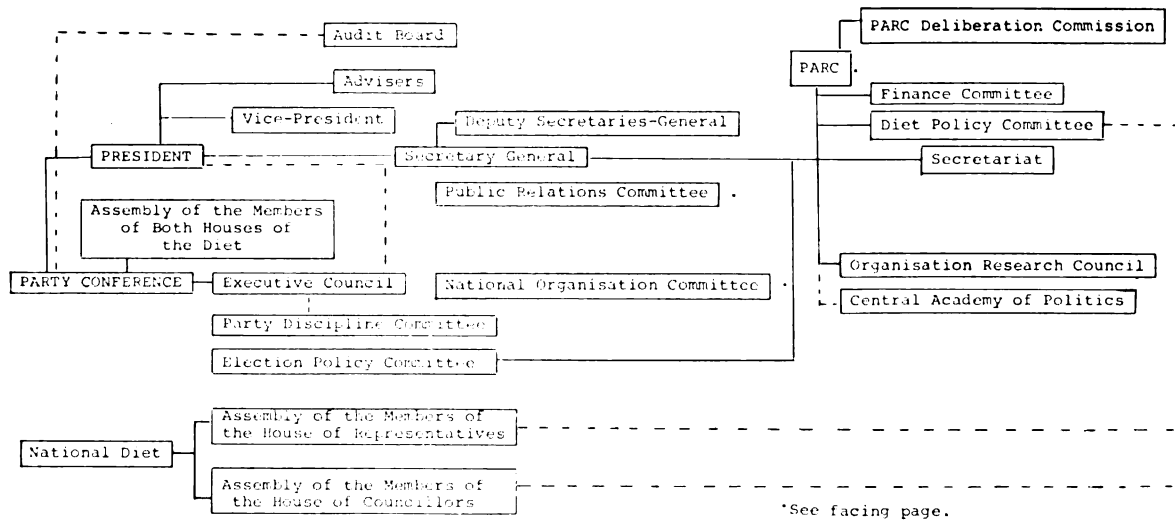 Audit Board
PARC Deliberation Commission
PARC *
Advisers
Finance Committee
Vice-President
Deputy Secretaries-General
Diet Policy Committee
PRESIDENT
Secretary General
Secretariat
Public Relations Committee *
Assembly of the Members
of Both Houses of
the Diet
PARTY CONFERENCE
Executive Council
National Organisation Committee *
Organisation Research Council
Central Academy of Politics
Party Discipline Committee
Election Policy Committee
National Diet
Assembly of the Members of
the House of Representatives
Assembly of the Members of
the House of Councillors
*See facing page.